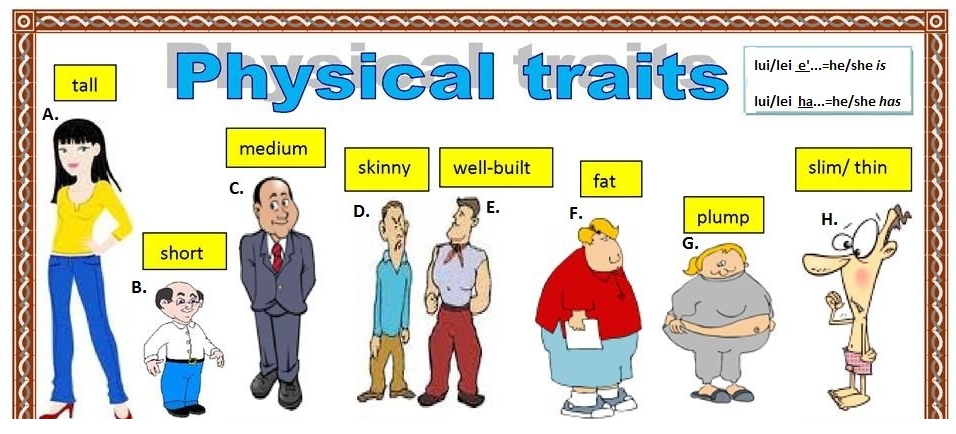 Physical traits
lui/lei e'...=he/she is
lui/lei ha...=he/she has
tall
A.
short
B.
medium
C.
skinny
D.
well-built
E.
fat
F.
plump
G.
slim/ thin
H.